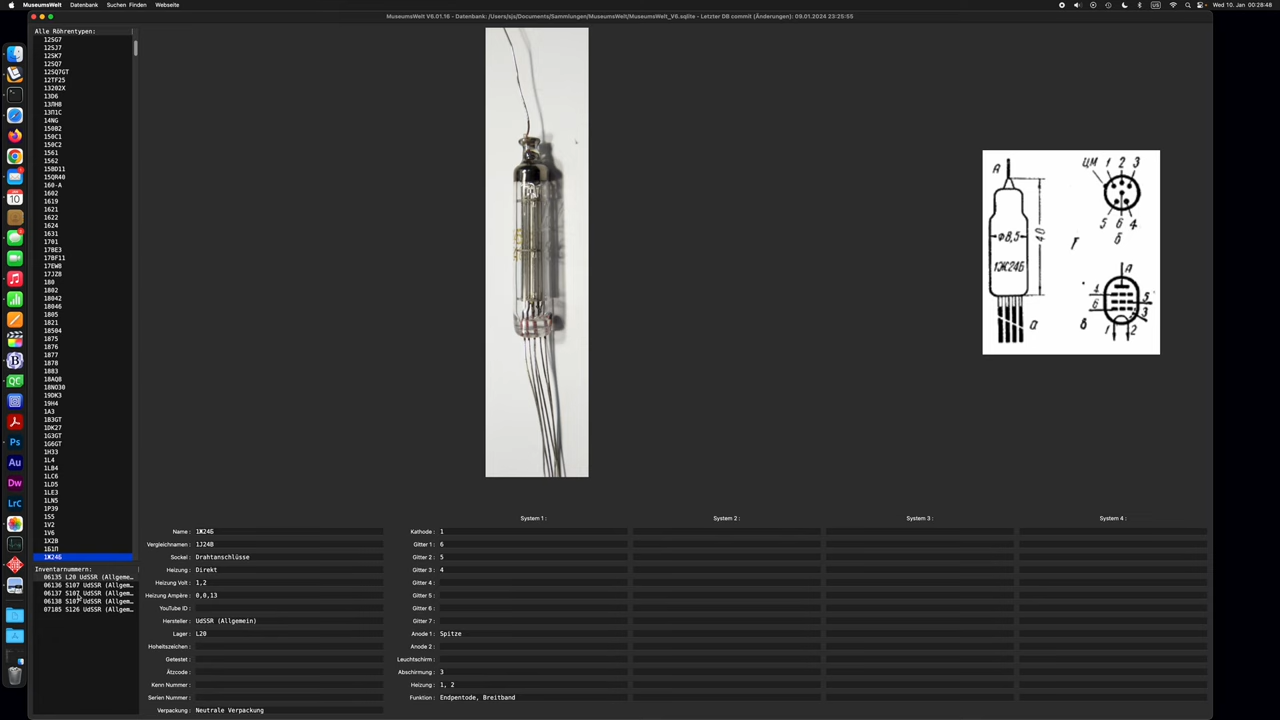 MuseumsWelt Datenbank Suchen Finden Webseite
Wed 10. Jan 00:28:48
MuseumsWelt V6.01.16 - Datenbank: /Users/sjs/Documents/Sammlungen/MuseumsWelt/MuseumsWelt_V6.sqlite - Letzter DB commit (Änderungen): 09.01.2024 23:25:55
Alle Röhrentypen:
12SG7
12SJ7
12SK7
12SQ7
12SQ7GT
12TF25
13202X
13D6
13ПНВ
13П1С
14NG
150B2
150C1
150C2
1561
1562
15BD11
15QR40
160-A
1602
1619
1621
1622
1624
1631
1701
17BE3
17BF11
17EW8
17JZ8
180
1802
18042
18046
1805
1821
18504
1875
1876
1877
1878
1883
18AQ8
18NO30
19DK3
19H4
1A3
1B3GT
1DK27
1G3GT
1G6GT
1H33
1L4
1LB4
1LC6
1LD5
1LE3
1LN5
1P39
1S5
1V2
1V6
1X2B
1Б1П
1Ж24Б
Inventarnummern:
06135 L20 UdSSR (Allgeme…
06136 S107 UdSSR (Allgem…
06137 S107 UdSSR (Allgem…
06138 S107 UdSSR (Allgem…
07185 S126 UdSSR (Allgem…
А ЦМ 1 2 3
5 6 4
Ф8,5 40 Г б
1Ж24Б
А
4 5
6 3
а в 1 2
System 1 : System 2 : System 3 : System 4 :
Name : 1Ж24Б Kathode : 1
Vergleichnamen : 1J24B Gitter 1 : 6
Sockel : Drahtanschlüsse Gitter 2 : 5
Heizung : Direkt Gitter 3 : 4
Heizung Volt : 1,2 Gitter 4 :
Heizung Ampère : 0,0,13 Gitter 5 :
YouTube ID : Gitter 6 :
Hersteller : UdSSR (Allgemein) Gitter 7 :
Lager : L20 Anode 1 : Spitze
Hoheitszeichen : Anode 2 :
Getestet : Leuchtschirm :
Ätzcode : Abschirmung : 3
Kenn Nummer : Heizung : 1, 2
Serien Nummer : Funktion : Endpentode, Breitband
Verpackung : Neutrale Verpackung